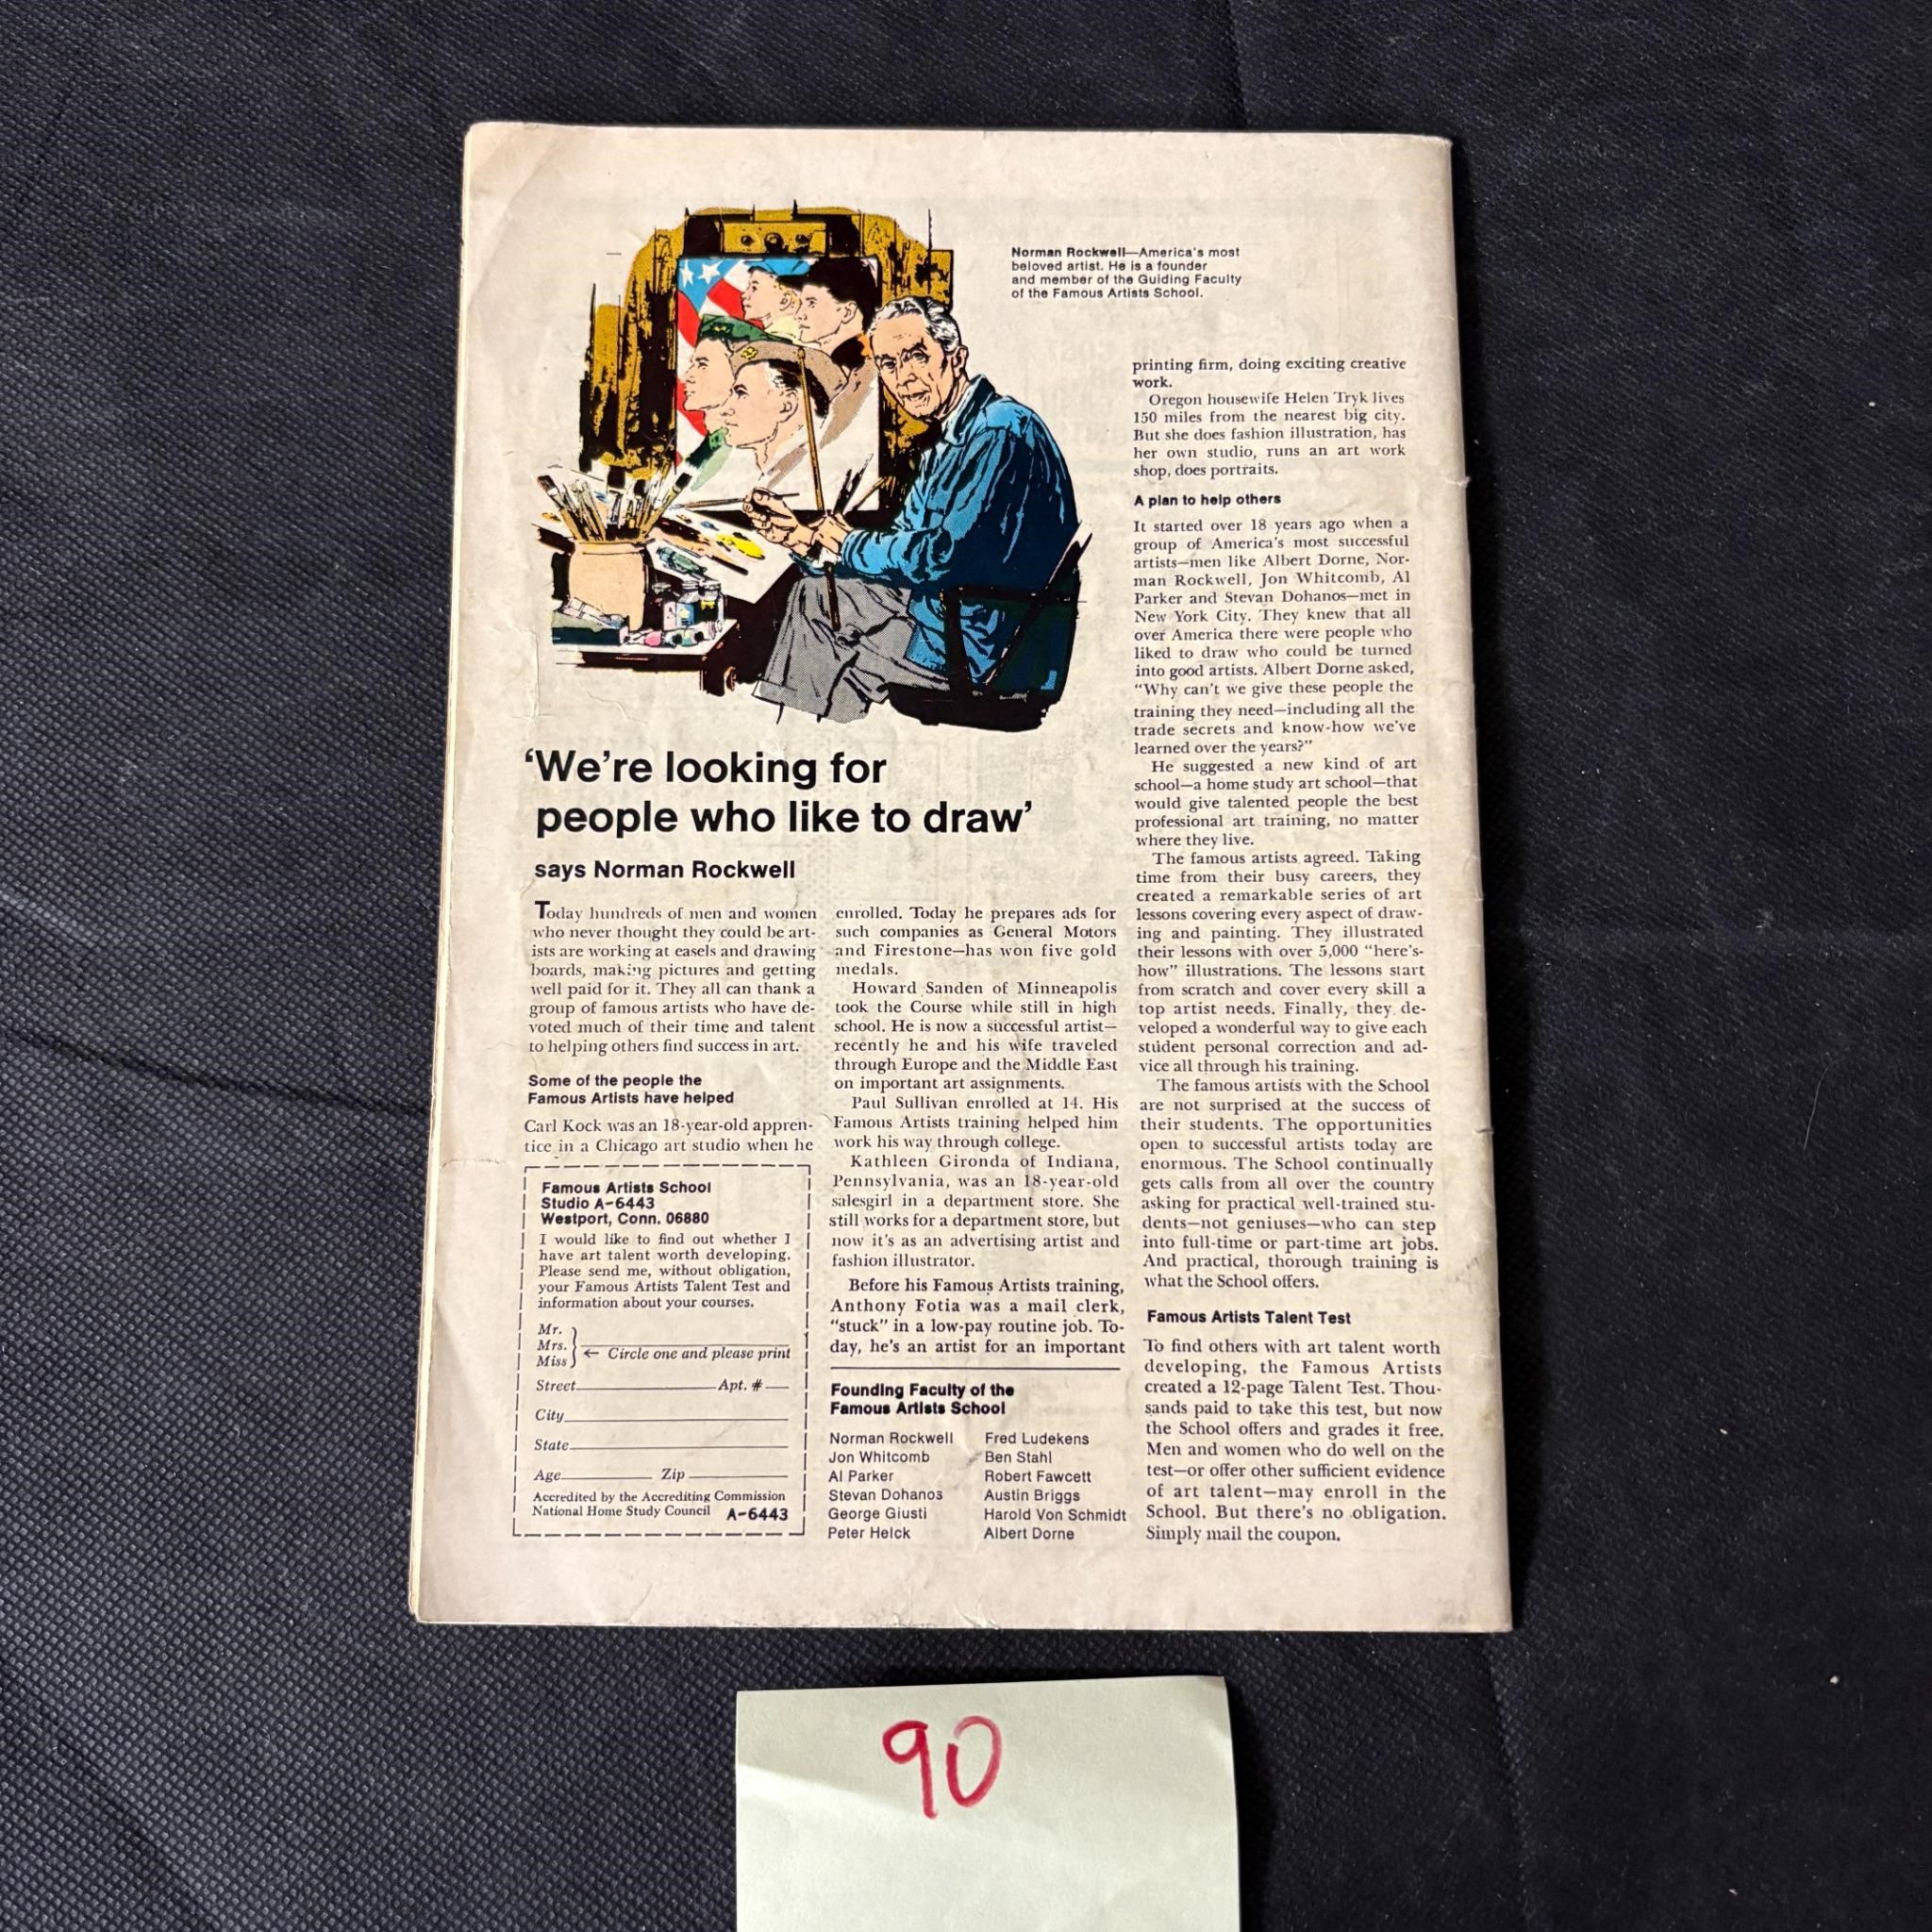 Norman Rockwell—America's most
beloved artist. He is a founder
and member of the Guiding Faculty
of the Famous Artists School.
'We're looking for
people who like to draw'
says Norman Rockwell
Today hundreds of men and women
who never thought they could be art-
ists are working at easels and drawing
boards, making pictures and getting
well paid for it. They all can thank a
group of famous artists who have de-
voted much of their time and talent
to helping others find success in art.
Some of the people the
Famous Artists have helped
Carl Kock was an 18-year-old appren-
tice in a Chicago art studio when he
enrolled. Today he prepares ads for
such companies as General Motors
and Firestone—has won five gold
medals.
Howard Sanden of Minneapolis
took the Course while still in high
school. He is now a successful artist—
recently he and his wife traveled
through Europe and the Middle East
on important art assignments.
Paul Sullivan enrolled at 14. His
Famous Artists training helped him
work his way through college.
Kathleen Gironda of Indiana,
Pennsylvania, was an 18-year-old
salesgirl in a department store. She
still works for a department store, but
now it's as an advertising artist and
fashion illustrator.
Before his Famous Artists training,
Anthony Fotia was a mail clerk,
"stuck" in a low-pay routine job. To-
day, he's an artist for an important
printing firm, doing exciting creative
work.
Oregon housewife Helen Tryk lives
150 miles from the nearest big city.
But she does fashion illustration, has
her own studio, runs an art work
shop, does portraits.
A plan to help others
It started over 18 years ago when a
group of America's most successful
artists—men like Albert Dorne, Nor-
man Rockwell, Jon Whitcomb, Al
Parker and Stevan Dohanos—met in
New York City. They knew that all
over America there were people who
liked to draw who could be turned
into good artists. Albert Dorne asked,
"Why can't we give these people the
training they need—including all the
trade secrets and know-how we've
learned over the years?"
He suggested a new kind of art
school—a home study art school—that
would give talented people the best
professional art training, no matter
where they live.
The famous artists agreed. Taking
time from their busy careers, they
created a remarkable series of art
lessons covering every aspect of draw-
ing and painting. They illustrated
their lessons with over 5,000 "here's-
how" illustrations. The lessons start
from scratch and cover every skill a
top artist needs. Finally, they de-
veloped a wonderful way to give each
student personal correction and ad-
vice all through his training.
The famous artists with the School
are not surprised at the success of
their students. The opportunities
open to successful artists today are
enormous. The School continually
gets calls from all over the country
asking for practical well-trained stu-
dents—not geniuses—who can step
into full-time or part-time art jobs.
And practical, thorough training is
what the School offers.
Famous Artists Talent Test
To find others with art talent worth
developing, the Famous Artists
created a 12-page Talent Test. Thou-
sands paid to take this test, but now
the School offers and grades it free.
Men and women who do well on the
test—or offer other sufficient evidence
of art talent—may enroll in the
School. But there's no obligation.
Simply mail the coupon.
Famous Artists School
Studio A-6443
Westport, Conn. 06880
I would like to find out whether I
have art talent worth developing.
Please send me, without obligation,
your Famous Artists Talent Test and
information about your courses.
Mr.
Mrs.
Miss
← Circle one and please print
Street Apt. #
City
State
Age Zip
Accredited by the Accrediting Commission
National Home Study Council A-6443
Founding Faculty of the
Famous Artists School
Norman Rockwell
Jon Whitcomb
Al Parker
Stevan Dohanos
George Giusti
Peter Helck
Fred Ludekens
Ben Stahl
Robert Fawcett
Austin Briggs
Harold Von Schmidt
Albert Dorne
90